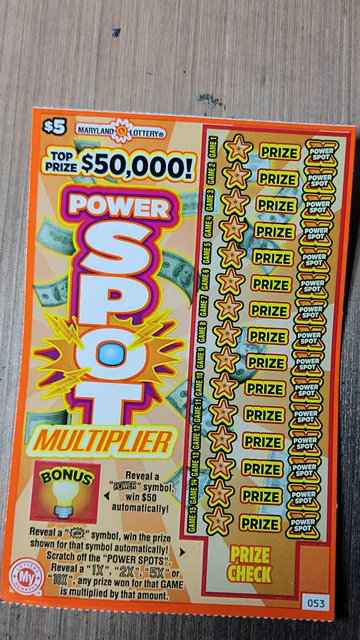 $5
MARYLAND LOTTERY®
TOP PRIZE $50,000!
POWER
SPOT
MULTIPLIER
BONUS
Reveal a
"POWER" symbol,
win $50
automatically!
Reveal a " " symbol, win the prize
shown for that symbol automatically!
Scratch off the "POWER SPOTS".
Reveal a "1X", "2X", "5X" or
"10X", any prize won for that GAME
is multiplied by that amount.
My
LOTTERY
GAME 1 PRIZE POWER SPOT
GAME 2 PRIZE POWER SPOT
GAME 3 PRIZE POWER SPOT
GAME 4 PRIZE POWER SPOT
GAME 5 PRIZE POWER SPOT
GAME 6 PRIZE POWER SPOT
GAME 7 PRIZE POWER SPOT
GAME 8 PRIZE POWER SPOT
GAME 9 PRIZE POWER SPOT
GAME 10 PRIZE POWER SPOT
GAME 11 PRIZE POWER SPOT
GAME 12 PRIZE POWER SPOT
GAME 13 PRIZE POWER SPOT
GAME 14 PRIZE POWER SPOT
GAME 15 PRIZE POWER SPOT
PRIZE
CHECK
053